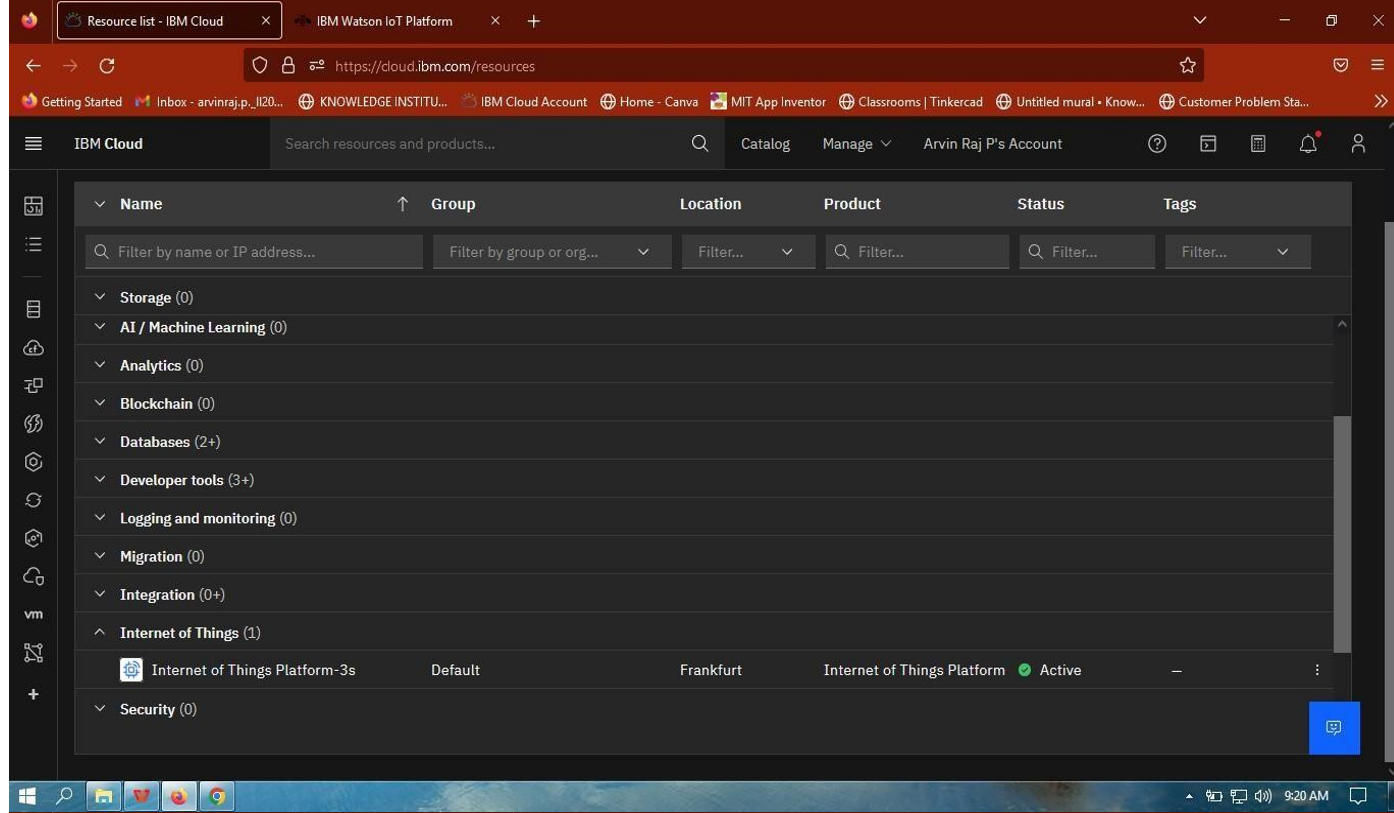 Resource list - IBM Cloud
IBM Watson IoT Platform
https://cloud.ibm.com/resources
Getting Started
Inbox - arvinraj.p._II20...
KNOWLEDGE INSTITU...
IBM Cloud Account
Home - Canva
MIT App Inventor
Classrooms | Tinkercad
Untitled mural • Know...
Customer Problem Sta...
IBM Cloud
Search resources and products...
Catalog
Manage
Arvin Raj P's Account
Name
Group
Location
Product
Status
Tags
Filter by name or IP address...
Filter by group or org...
Filter...
Filter...
Filter...
Filter...
Storage (0)
AI / Machine Learning (0)
Analytics (0)
Blockchain (0)
Databases (2+)
Developer tools (3+)
Logging and monitoring (0)
Migration (0)
Integration (0+)
Internet of Things (1)
Internet of Things Platform-3s
Default
Frankfurt
Internet of Things Platform
Active
–
Security (0)
cf
vm
9:20 AM